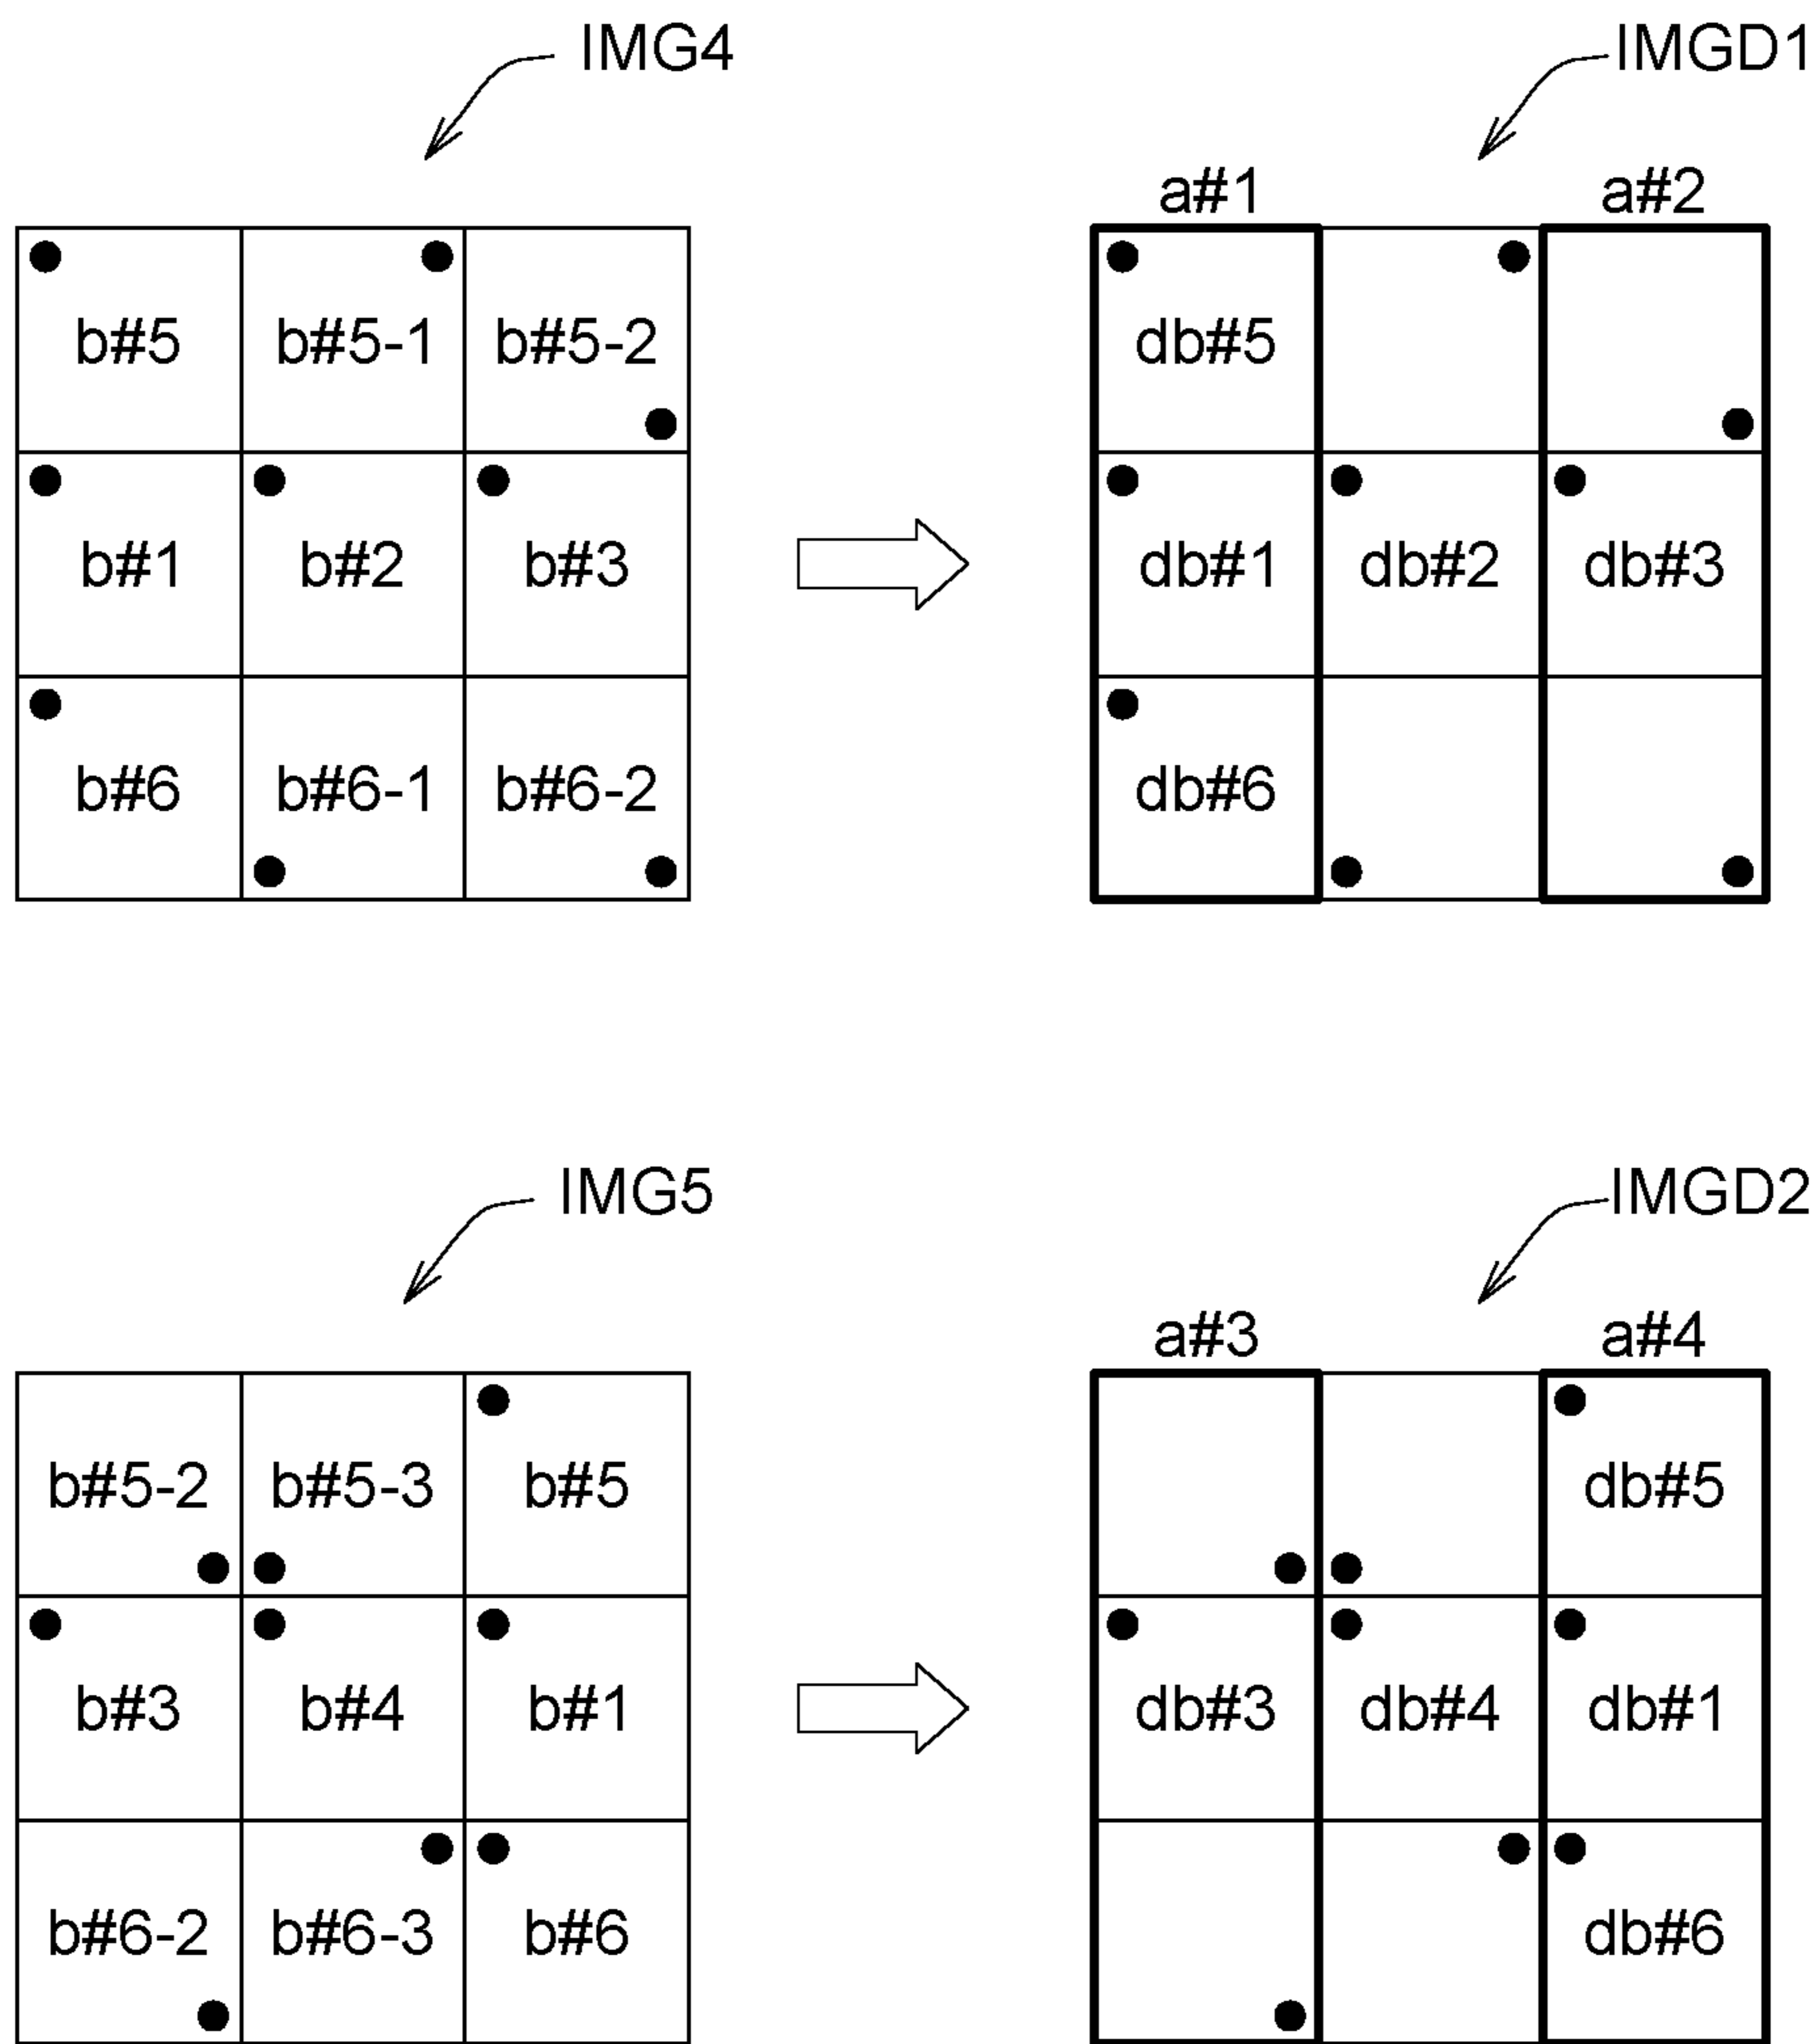 IMG4
IMGD1
a#1 a#2
b#5 b#5-1 b#5-2
db#5
b#1 b#2 b#3
db#1 db#2 db#3
b#6 b#6-1 b#6-2
db#6
IMG5
IMGD2
a#3 a#4
b#5-2 b#5-3 b#5
db#5
b#3 b#4 b#1
db#3 db#4 db#1
b#6-2 b#6-3 b#6
db#6